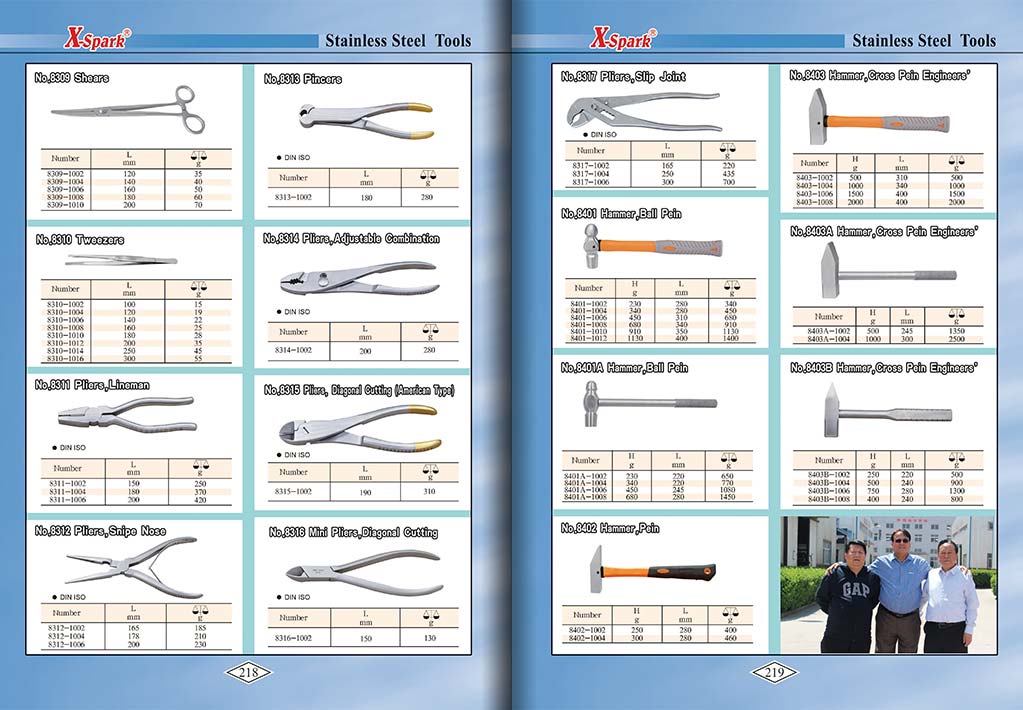 X-Spark®
Stainless Steel Tools
No,8309 Shears
Number L mm g
8309-1002 120 35
8309-1004 140 40
8309-1006 160 50
8309-1008 180 60
8309-1010 200 70
No,8310 Tweezers
Number L mm g
8310-1002 100 15
8310-1004 120 19
8310-1006 140 22
8310-1008 160 25
8310-1010 180 28
8310-1012 200 35
8310-1014 250 45
8310-1016 300 55
No,8311 Pliers,Lineman
● DIN ISO
Number L mm g
8311-1002 150 250
8311-1004 180 370
8311-1006 200 420
No,8312 Pliers,Snipe Nose
● DIN ISO
Number L mm g
8312-1002 165 185
8312-1004 178 210
8312-1006 200 230
No,8313 Pincers
● DIN ISO
Number L mm g
8313-1002 180 280
No,8314 Pliers,Adjustable Combination
● DIN ISO
Number L mm g
8314-1002 200 280
No,8315 Pliers, Diagonal Cutting (American Type)
● DIN ISO
Number L mm g
8315-1002 190 310
No,8316 Mini Pliers,Diagonal Cutting
● DIN ISO
Number L mm g
8316-1002 150 130
218
X-Spark®
Stainless Steel Tools
No,8317 Pliers,Slip Joint
● DIN ISO
Number L mm g
8317-1002 165 220
8317-1004 250 435
8317-1006 300 700
No,8401 Hammer,Ball Pein
Number H g L mm g
8401-1002 230 280 340
8401-1004 340 280 450
8401-1006 450 310 680
8401-1008 680 340 910
8401-1010 910 350 1130
8401-1012 1130 400 1400
No,8401A Hammer,Ball Pein
Number H g L mm g
8401A-1002 230 220 650
8401A-1004 340 220 770
8401A-1006 450 245 1080
8401A-1008 680 280 1450
No,8402 Hammer,Pein
Number H g L mm g
8402-1002 250 280 400
8402-1004 300 280 460
No,8403 Hammer,Cross Pein Engineers'
Number H g L mm g
8403-1002 500 310 500
8403-1004 1000 340 1000
8403-1006 1500 400 1500
8403-1008 2000 400 2000
No,8403A Hammer,Cross Pein Engineers'
Number H g L mm g
8403A-1002 500 245 1350
8403A-1004 1000 300 2500
No,8403B Hammer,Cross Pein Engineers'
Number H g L mm g
8403B-1002 250 220 500
8403B-1004 500 240 900
8403B-1006 750 280 1300
8403B-1008 400 240 800
GAP
219